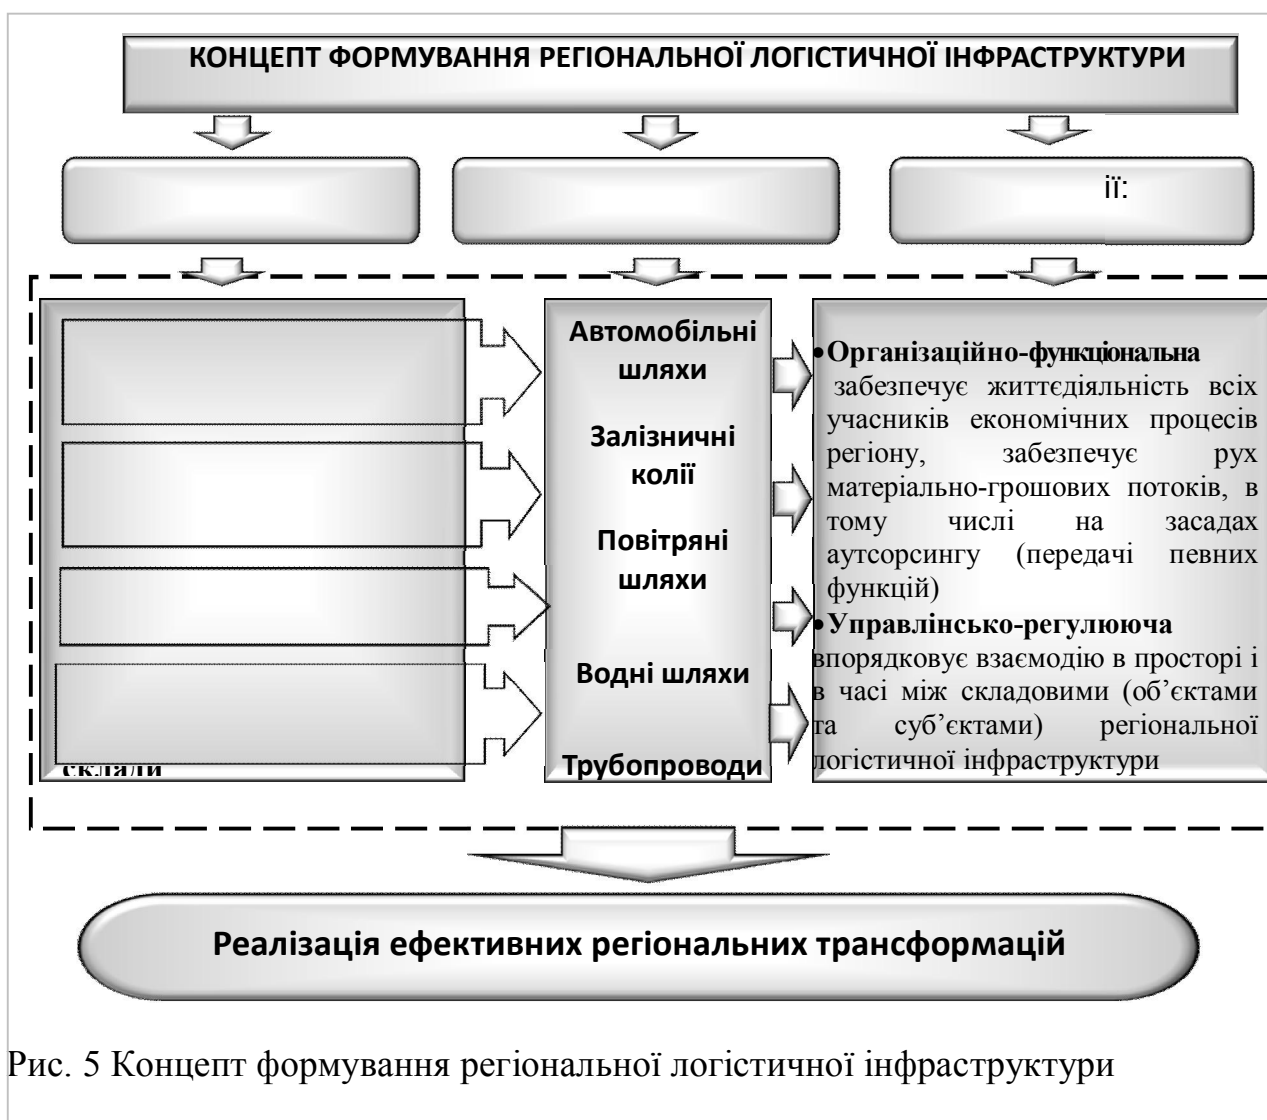 КОНЦЕПТ ФОРМУВАННЯ РЕГІОНАЛЬНОЇ ЛОГІСТИЧНОЇ ІНФРАСТРУКТУРИ
ії:
склади
Автомобільні
шляхи
Залізничні
колії
Повітряні
шляхи
Водні шляхи
Трубопроводи
•Організаційно-функціональна
забезпечує життєдіяльність всіх
учасників економічних процесів
регіону, забезпечує рух
матеріально-грошових потоків, в
тому числі на засадах
аутсорсингу (передачі певних
функцій)
•Управлінсько-регулююча
впорядковує взаємодію в просторі і
в часі між складовими (об’єктами
та суб’єктами) регіональної
логістичної інфраструктури
Реалізація ефективних регіональних трансформацій
Рис. 5 Концепт формування регіональної логістичної інфраструктури